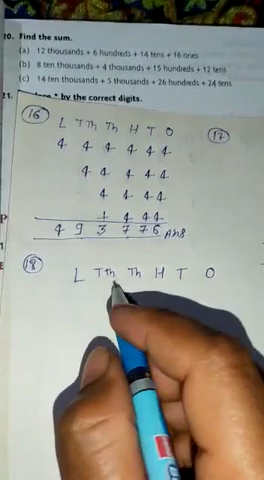 20. Find the sum.
(a) 12 thousands + 6 hundreds + 14 tens + 16 ones
(b) 8 ten thousands + 4 thousands + 15 hundreds + 12 tens
(c) 14 ten thousands + 5 thousands + 26 hundreds + 24 tens
21. * by the correct digits.
16 17
L TTh Th H T O
4 4 4 4 4 4
4 4 4 4 4
4 4 4 4
+ 4 4 4
4 9 3 7 7 6 Ans
18
L TTh Th H T O